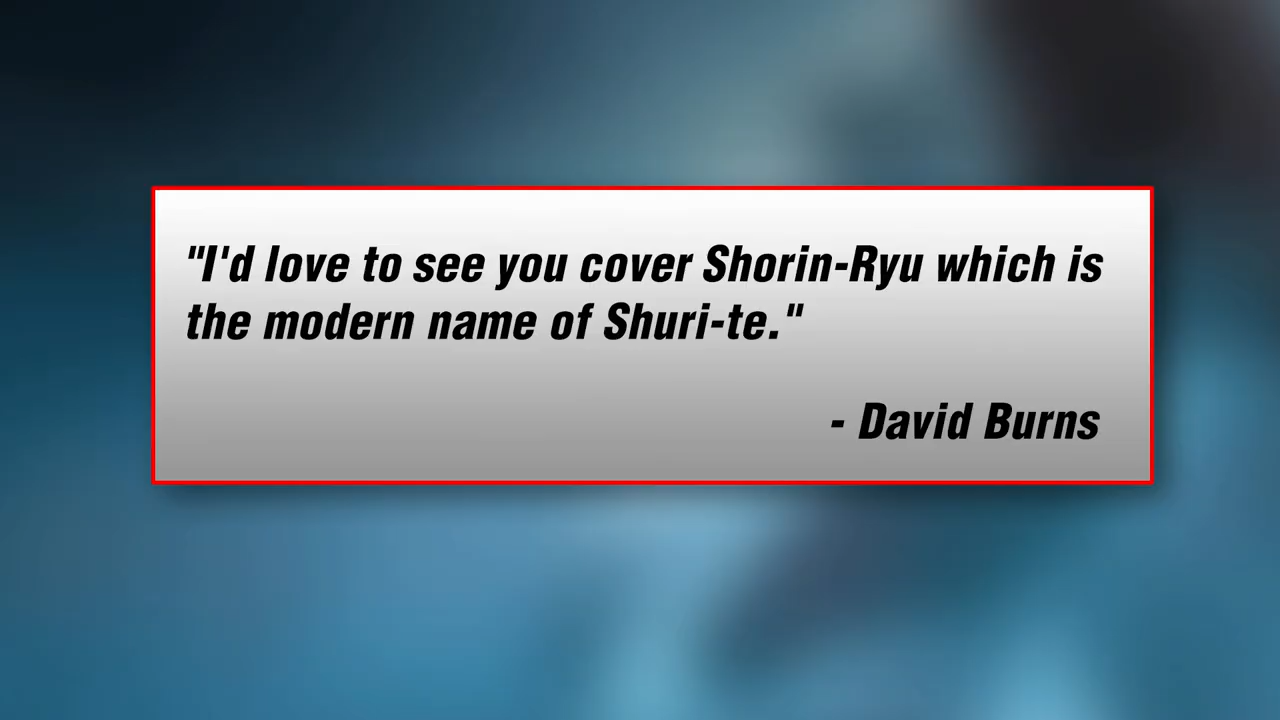 "I'd love to see you cover Shorin-Ryu which is
the modern name of Shuri-te."
- David Burns